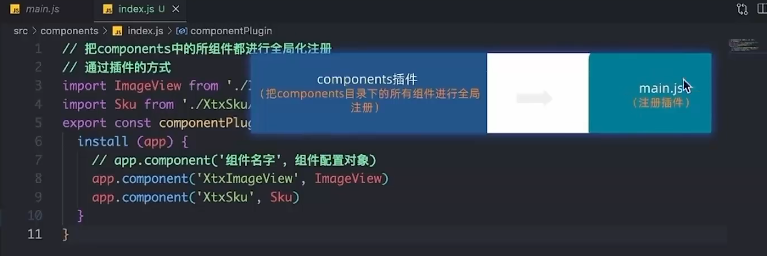 main.js
index.js U
src > components > index.js > componentPlugin
1 // 把components中的所组件都进行全局化注册
2 // 通过插件的方式
3 import ImageView from './I
4 import Sku from './XtxSku/
5 export const componentPlug
6 install (app) {
7 // app.component('组件名字', 组件配置对象)
8 app.component('XtxImageView', ImageView)
9 app.component('XtxSku', Sku)
10 }
11 }
components插件
(把components目录下的所有组件进行全局
注册)
main.js
(注册插件)